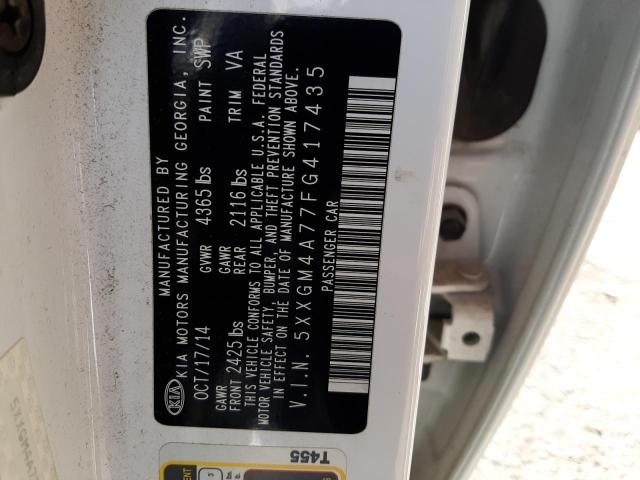 KIA
MANUFACTURED BY
KIA MOTORS MANUFACTURING GEORGIA, INC.
OCT/17/14 GVWR 4365 lbs PAINT SWP
GAWR FRONT 2425 lbs GAWR REAR 2116 lbs TRIM VA
THIS VEHICLE CONFORMS TO ALL APPLICABLE U.S.A. FEDERAL
MOTOR VEHICLE SAFETY, BUMPER, AND THEFT PREVENTION STANDARDS
IN EFFECT ON THE DATE OF MANUFACTURE SHOWN ABOVE.
V.I.N. 5XXGM4A77FG417435
PASSENGER CAR
T455